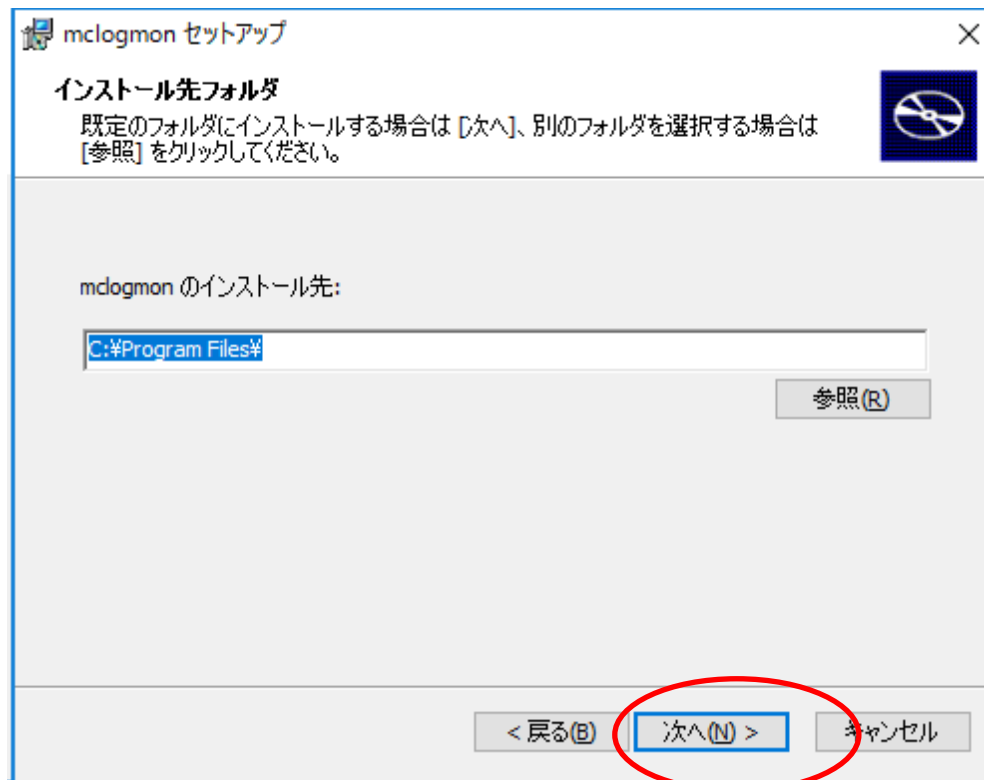 mclogmon セットアップ
インストール先フォルダ
既定のフォルダにインストールする場合は [次へ]、別のフォルダを選択する場合は
[参照] をクリックしてください。
mclogmon のインストール先:
C:¥Program Files¥
参照(R)
< 戻る(B)
次へ(N) >
キャンセル